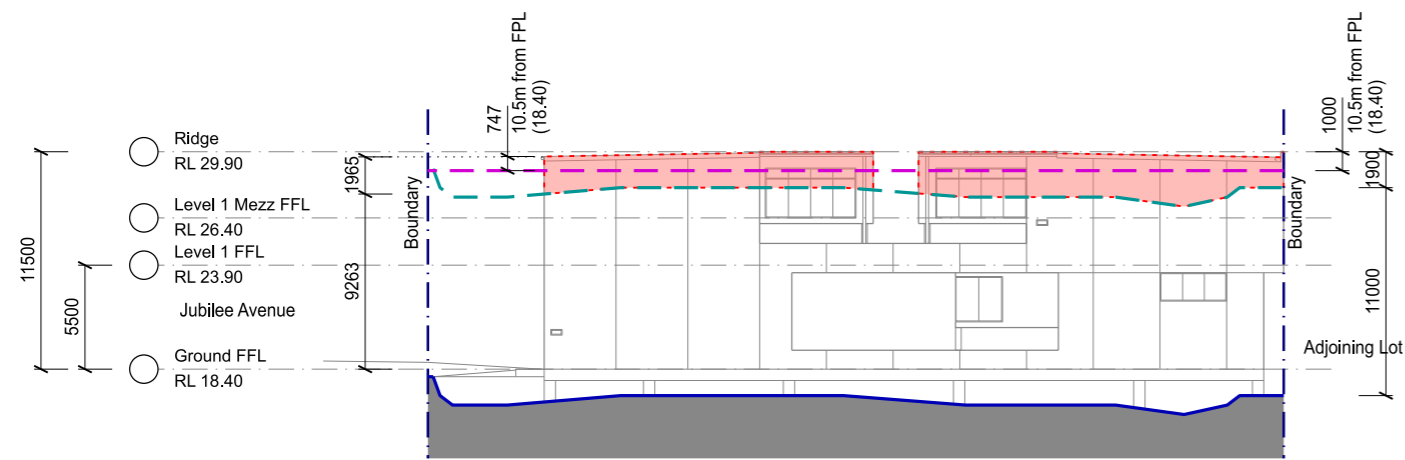 Ridge
RL 29.90
Level 1 Mezz FFL
RL 26.40
Level 1 FFL
RL 23.90
Jubilee Avenue
Ground FFL
RL 18.40
11500
5500
1965
9263
Boundary
747
10.5m from FPL
(18.40)
1000
10.5m from FPL
(18.40)
1900
11000
Boundary
Adjoining Lot